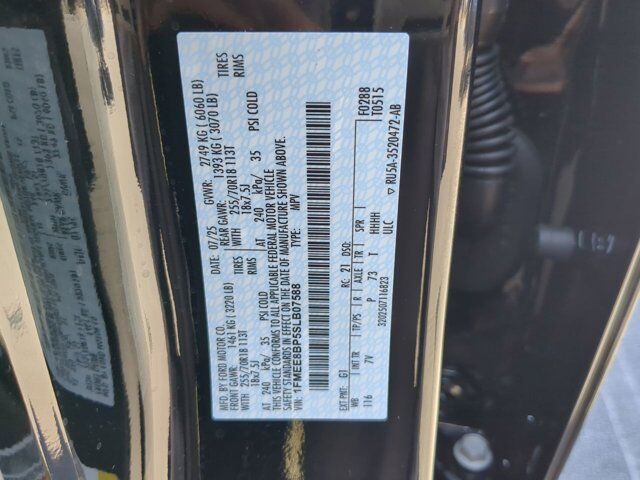 MFD. BY FORD MOTOR CO.
DATE: 07/25 GVWR: 2749 KG ( 6060 LB)
FRONT GAWR: 1461 KG ( 3220 LB) REAR GAWR: 1393 KG ( 3070 LB)
WITH 255/70R18 113T TIRES WITH 255/70R18 113T TIRES
18x7.5J RIMS 18x7.5J RIMS
AT 240 kPa/ 35 PSI COLD AT 240 kPa/ 35 PSI COLD
THIS VEHICLE CONFORMS TO ALL APPLICABLE FEDERAL MOTOR VEHICLE
SAFETY STANDARDS IN EFFECT ON THE DATE OF MANUFACTURE SHOWN ABOVE.
VIN: 1FMEE8BP5SLB07588
TYPE: MPV
F0288
T0515
EXT PNT: G1 RC: 21 DSO:
WB INT TR TP/PS R AXLE TR SPR
116 7V P 73 T HHHH
ULC
3202507116823
RU5A-3520472-AB